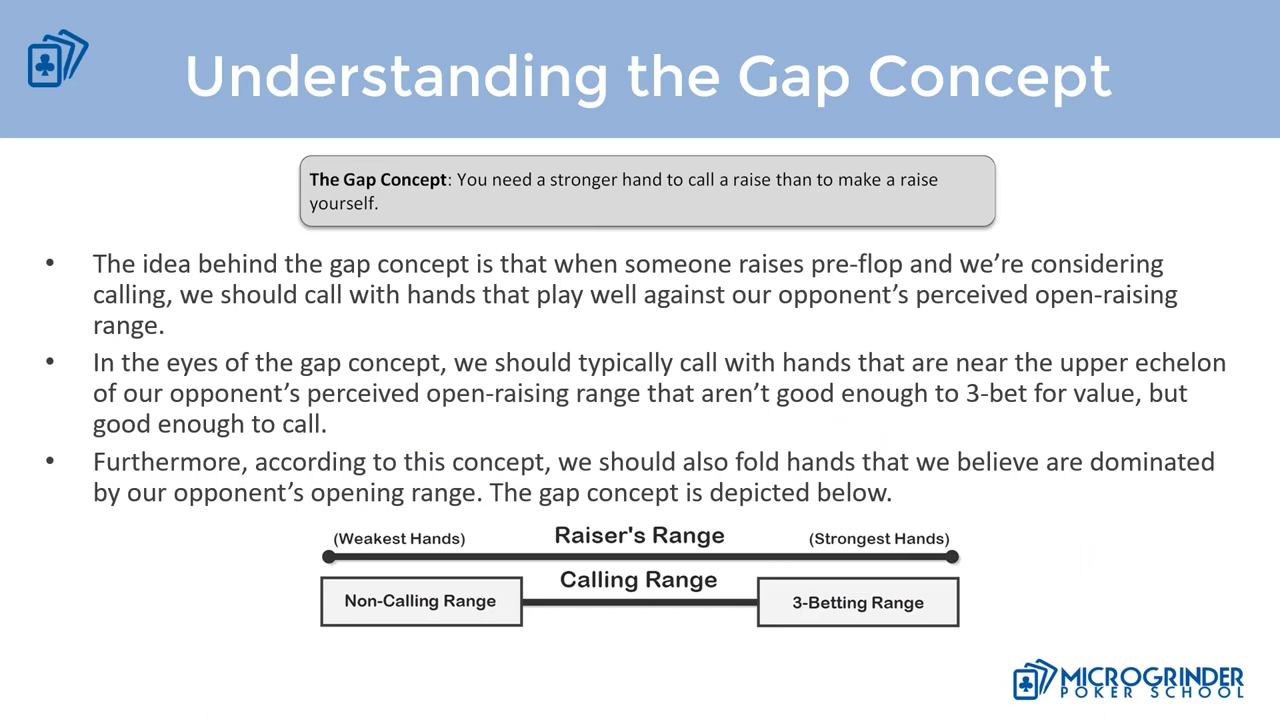 Understanding the Gap Concept
The Gap Concept: You need a stronger hand to call a raise than to make a raise
yourself.
• The idea behind the gap concept is that when someone raises pre-flop and we’re considering
calling, we should call with hands that play well against our opponent’s perceived open-raising
range.
• In the eyes of the gap concept, we should typically call with hands that are near the upper echelon
of our opponent’s perceived open-raising range that aren’t good enough to 3-bet for value, but
good enough to call.
• Furthermore, according to this concept, we should also fold hands that we believe are dominated
by our opponent’s opening range. The gap concept is depicted below.
(Weakest Hands) Raiser's Range (Strongest Hands)
Calling Range
Non-Calling Range 3-Betting Range
MICROGRINDER
POKER SCHOOL